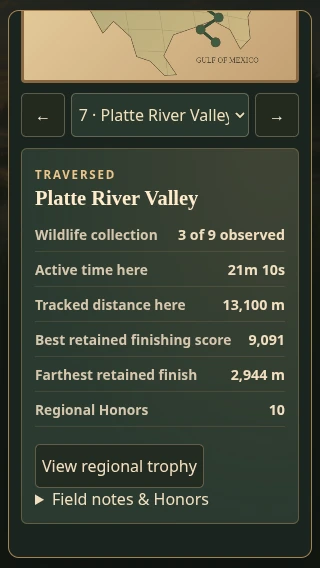 GULF OF MEXICO
←
7 · Platte River Valley
→
TRAVERSED
Platte River Valley
Wildlife collection 3 of 9 observed
Active time here 21m 10s
Tracked distance here 13,100 m
Best retained finishing score 9,091
Farthest retained finish 2,944 m
Regional Honors 10
View regional trophy
▶ Field notes & Honors